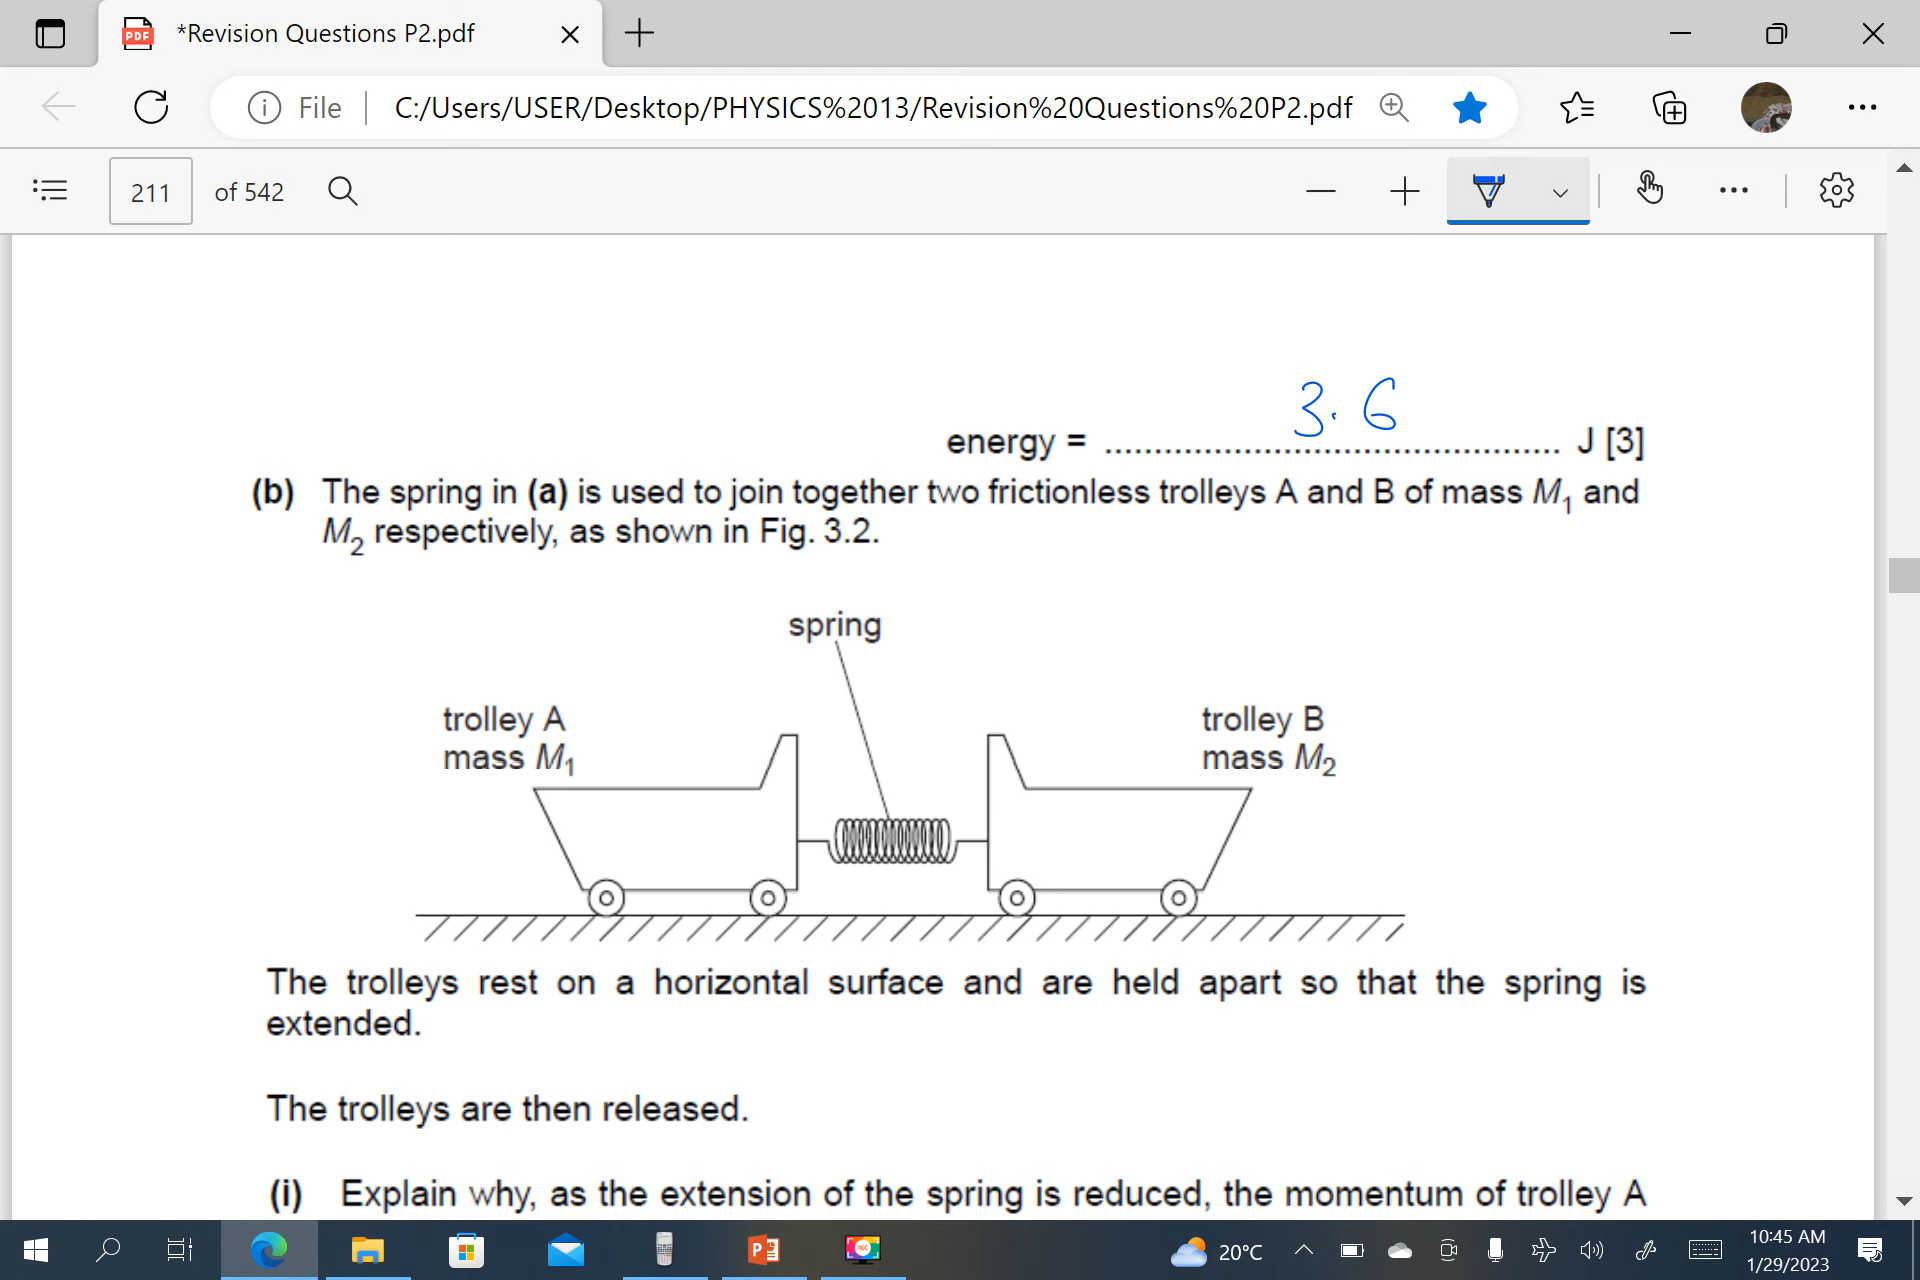 *Revision Questions P2.pdf
File
C:/Users/USER/Desktop/PHYSICS%2013/Revision%20Questions%20P2.pdf
211 of 542
3.6
energy = .............................................. J [3]
(b) The spring in (a) is used to join together two frictionless trolleys A and B of mass M₁ and
M₂ respectively, as shown in Fig. 3.2.
spring
trolley A
mass M₁
trolley B
mass M₂
The trolleys rest on a horizontal surface and are held apart so that the spring is
extended.
The trolleys are then released.
(i) Explain why, as the extension of the spring is reduced, the momentum of trolley A
20°C
10:45 AM
1/29/2023